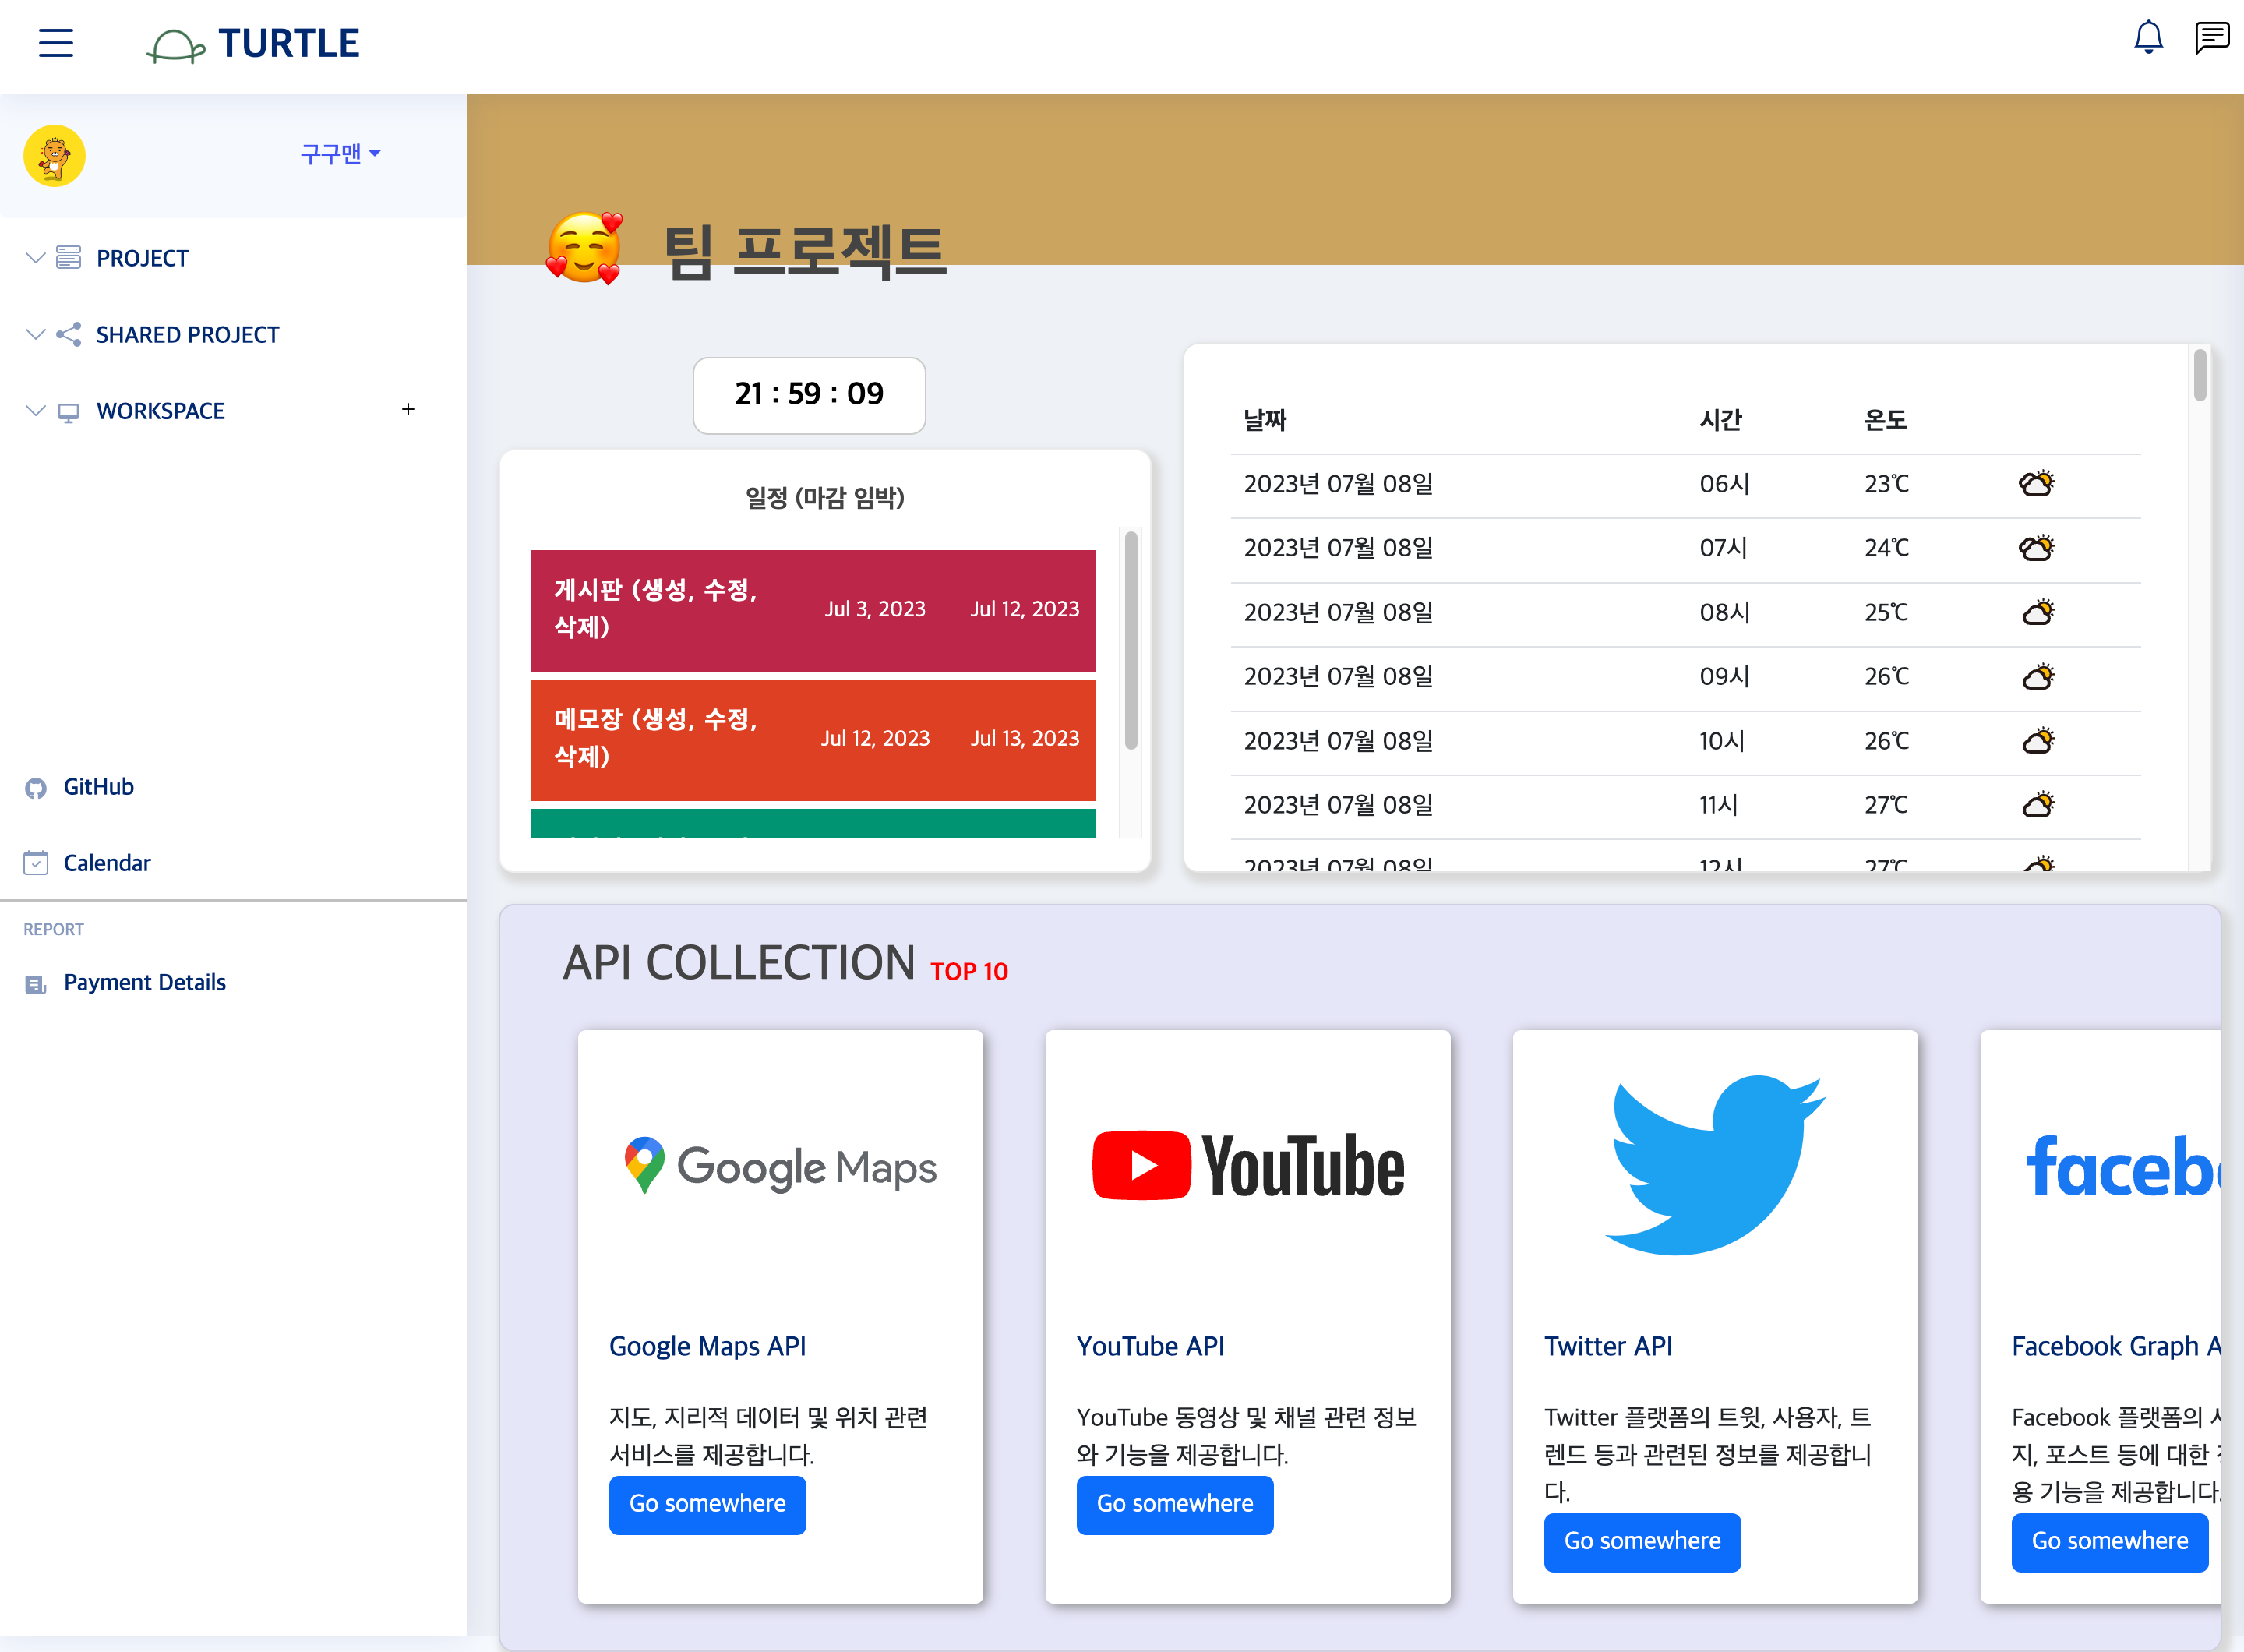 TURTLE
구구맨
PROJECT
SHARED PROJECT
WORKSPACE +
GitHub
Calendar
REPORT
Payment Details
팀 프로젝트
21 : 59 : 09
일정 (마감 임박)
게시판 (생성, 수정,
삭제)
Jul 3, 2023 Jul 12, 2023
메모장 (생성, 수정,
삭제)
Jul 12, 2023 Jul 13, 2023
날짜 시간 온도
2023년 07월 08일 06시 23℃
2023년 07월 08일 07시 24℃
2023년 07월 08일 08시 25℃
2023년 07월 08일 09시 26℃
2023년 07월 08일 10시 26℃
2023년 07월 08일 11시 27℃
2023년 07월 08일 12시 27℃
API COLLECTION TOP 10
Google Maps
Google Maps API
지도, 지리적 데이터 및 위치 관련
서비스를 제공합니다.
Go somewhere
YouTube
YouTube API
YouTube 동영상 및 채널 관련 정보
와 기능을 제공합니다.
Go somewhere
Twitter API
Twitter 플랫폼의 트윗, 사용자, 트
렌드 등과 관련된 정보를 제공합니
다.
Go somewhere
faceb
Facebook Graph A
Facebook 플랫폼의
지, 포스트 등에 대한
용 기능을 제공합니다.
Go somewhere